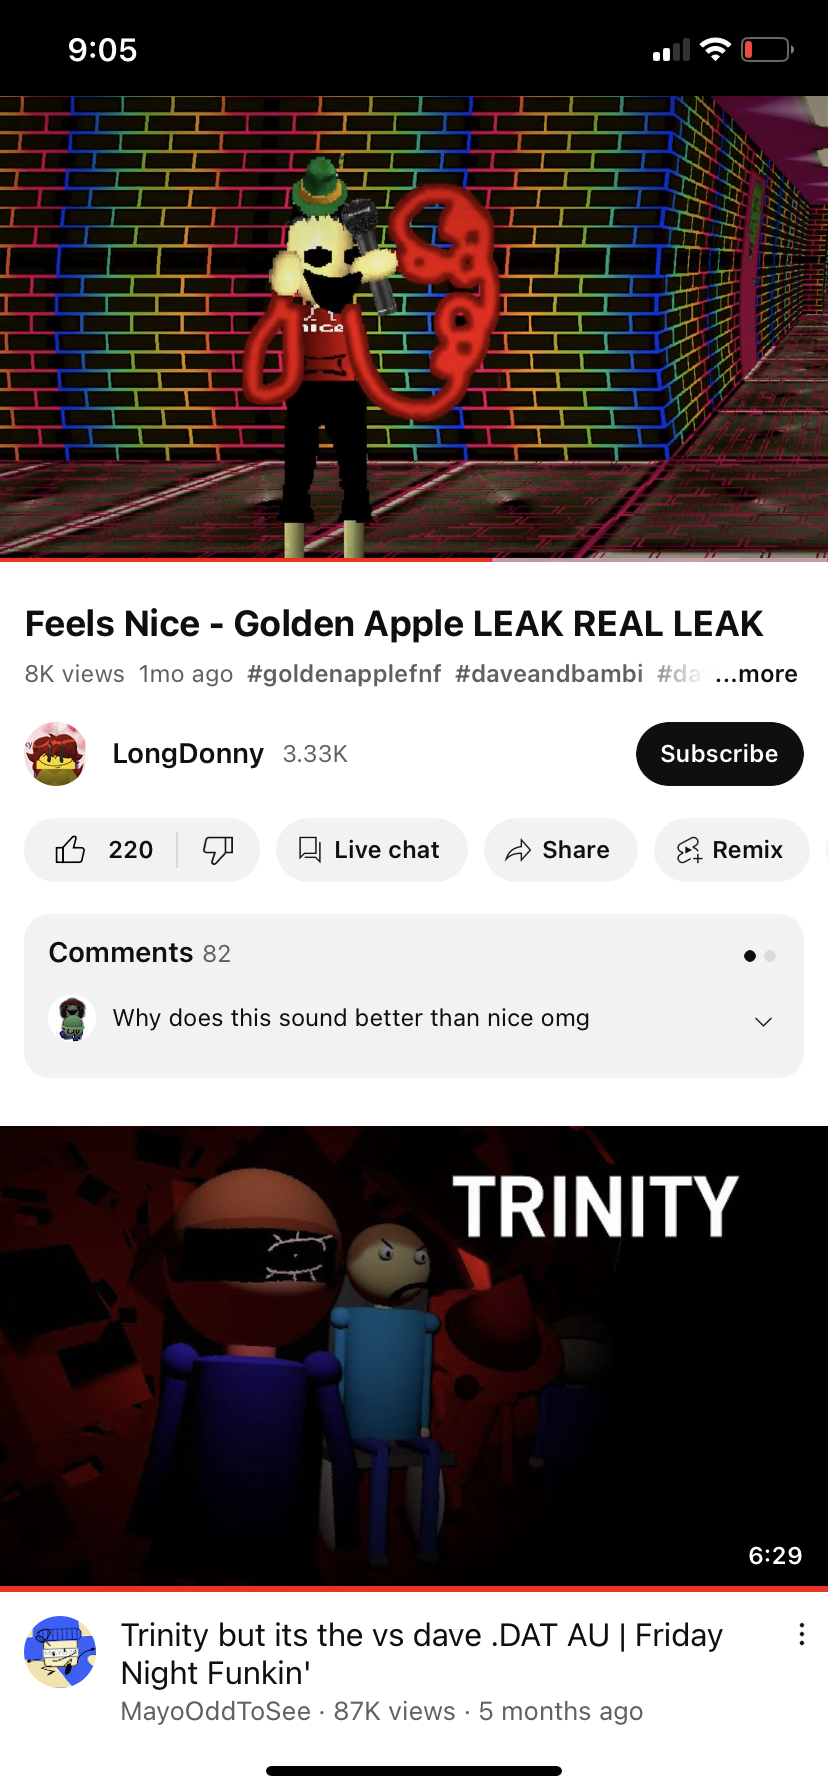 9:05
NICE
Feels Nice - Golden Apple LEAK REAL LEAK
8K views 1mo ago #goldenapplefnf #daveandbambi #da ...more
LongDonny 3.33K
Subscribe
220 Live chat Share Remix
Comments 82
Why does this sound better than nice omg
TRINITY
6:29
Trinity but its the vs dave .DAT AU | Friday
Night Funkin'
MayoOddToSee · 87K views · 5 months ago